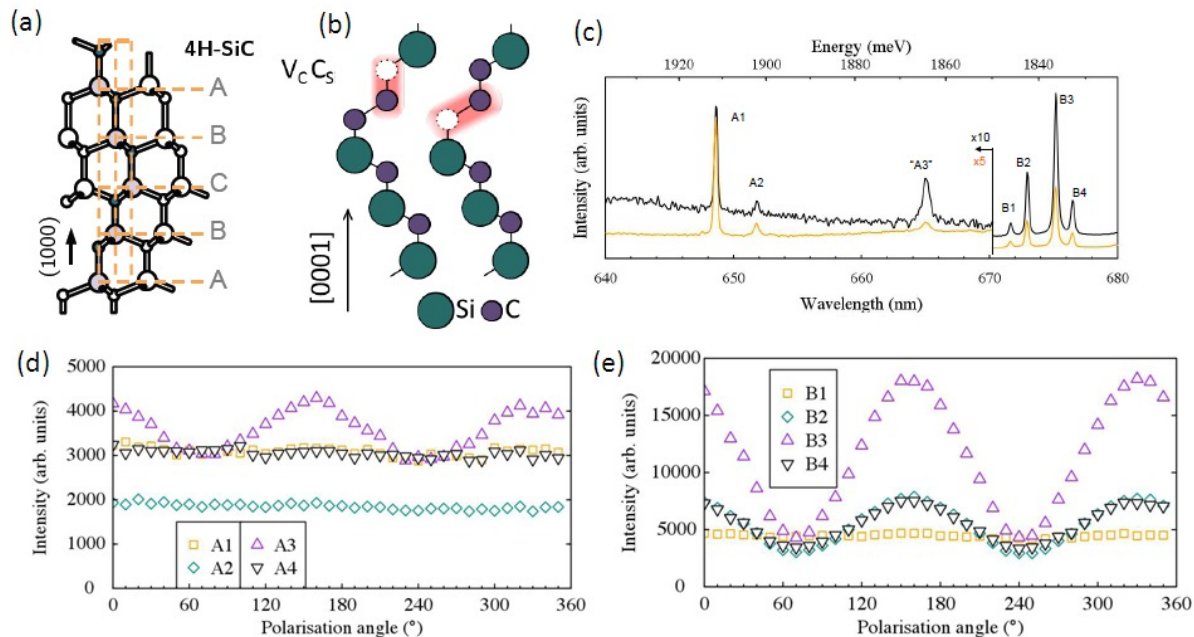 (a)
4H-SiC
A
B
C
B
A
(1000)
(b)
V_C C_S
[0001]
Si
C
(c)
Energy (meV)
1920
1900
1880
1860
1840
Intensity (arb. units)
A1
A2
"A3"
x10
x5
B1
B2
B3
B4
640
650
660
670
680
Wavelength (nm)
(d)
Intensity (arb. units)
5000
4000
3000
2000
1000
0
A1
A2
A3
A4
0
60
120
180
240
300
360
Polarisation angle (°)
(e)
Intensity (arb. units)
20000
15000
10000
5000
0
B1
B2
B3
B4
0
60
120
180
240
300
360
Polarisation angle (°)